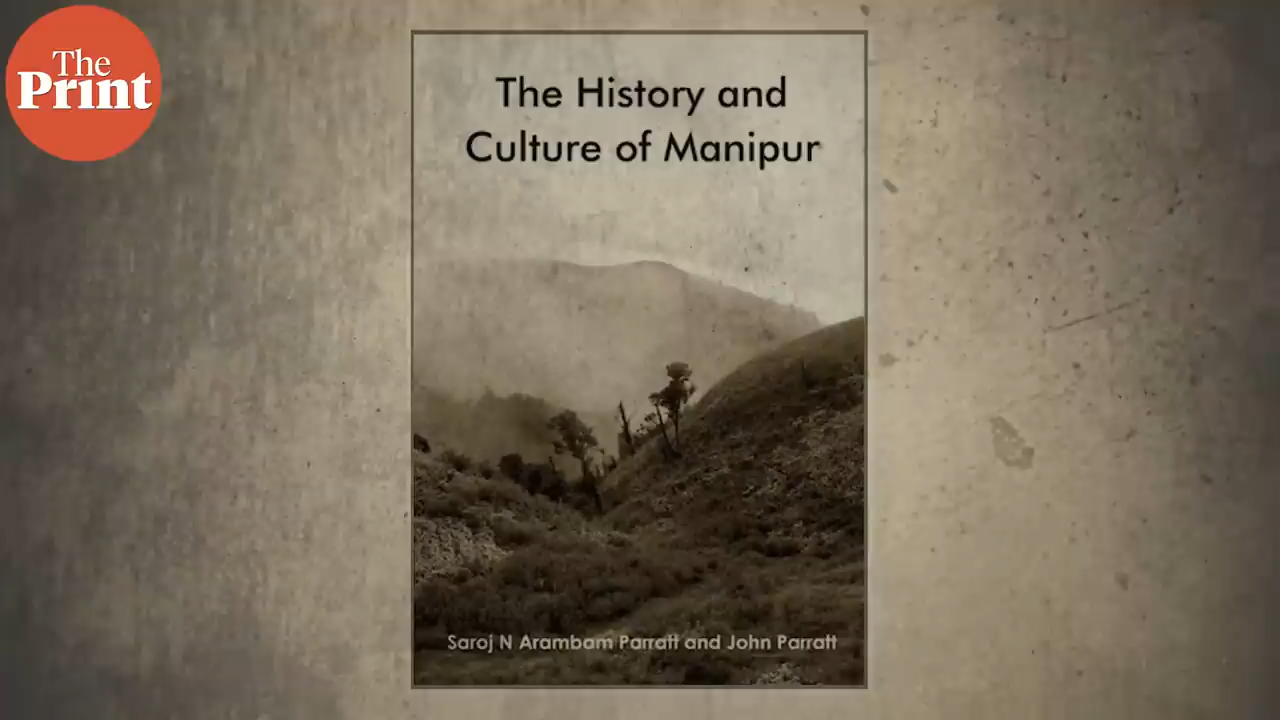 The
Print
The History and
Culture of Manipur
Saroj N Arambam Parratt and John Parratt